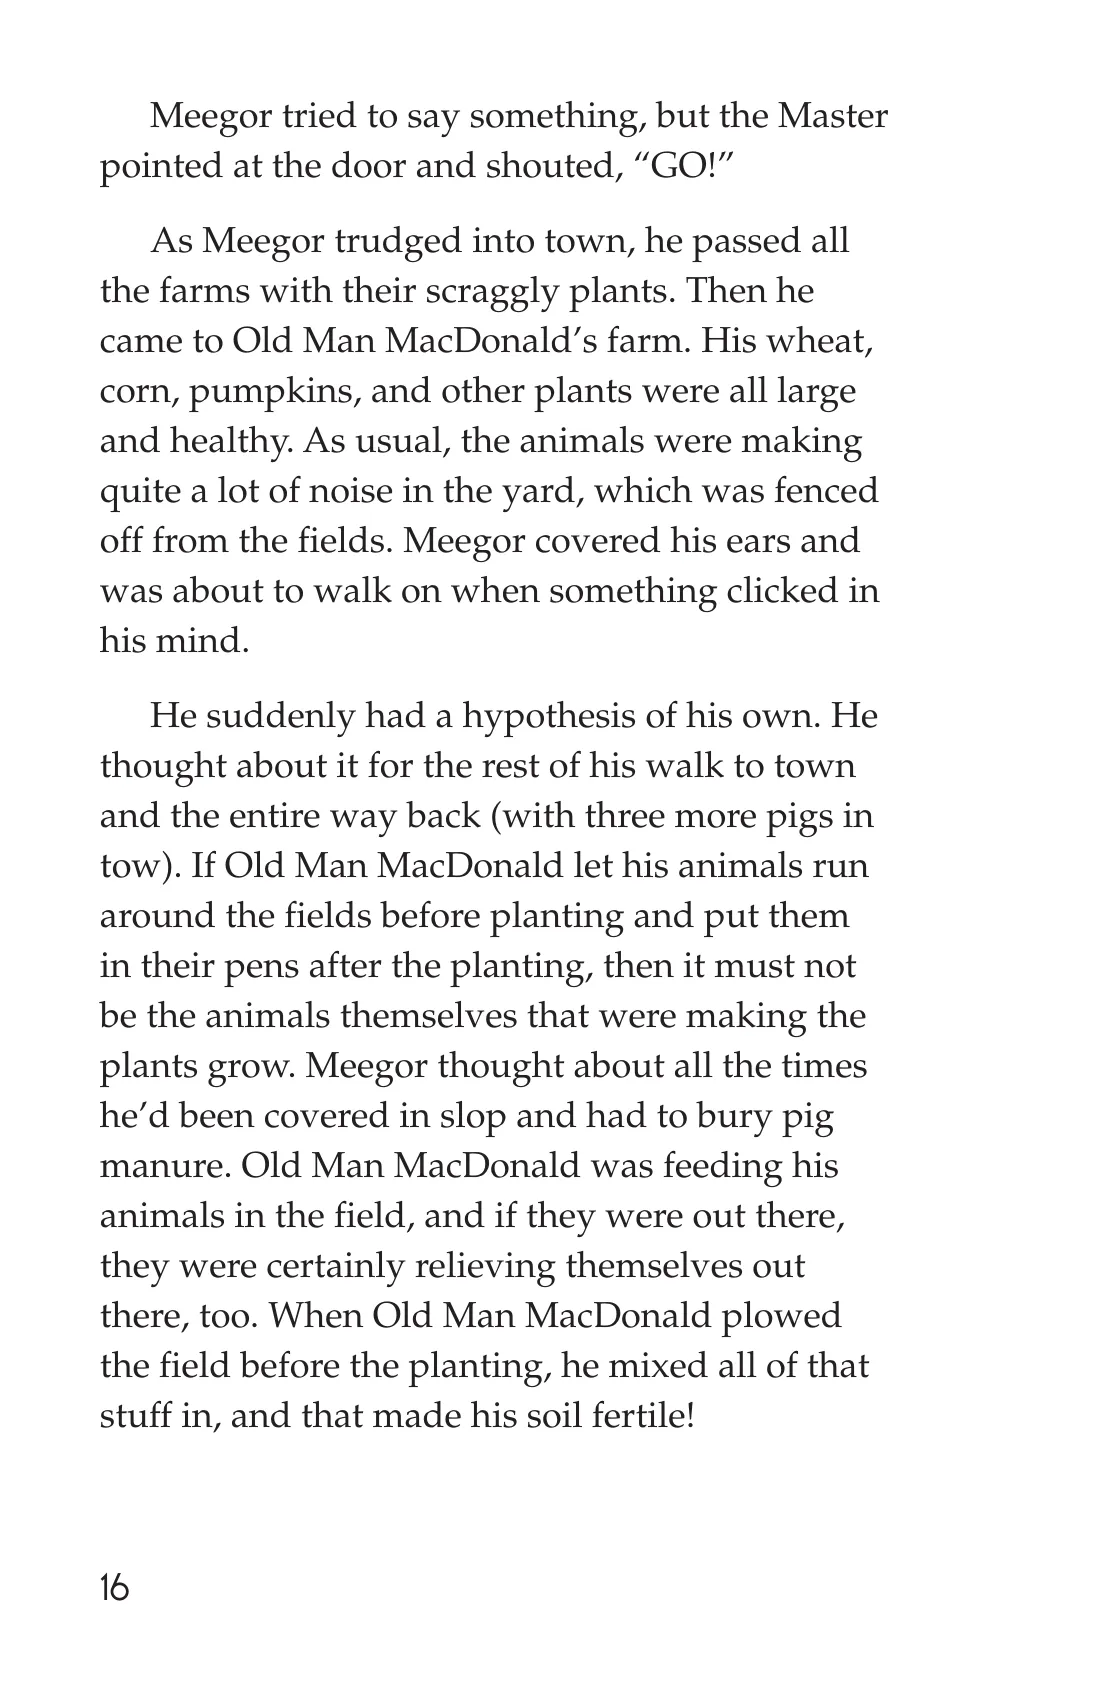 Meegor tried to say something, but the Master
pointed at the door and shouted, “GO!”
As Meegor trudged into town, he passed all
the farms with their scraggly plants. Then he
came to Old Man MacDonald’s farm. His wheat,
corn, pumpkins, and other plants were all large
and healthy. As usual, the animals were making
quite a lot of noise in the yard, which was fenced
off from the fields. Meegor covered his ears and
was about to walk on when something clicked in
his mind.
He suddenly had a hypothesis of his own. He
thought about it for the rest of his walk to town
and the entire way back (with three more pigs in
tow). If Old Man MacDonald let his animals run
around the fields before planting and put them
in their pens after the planting, then it must not
be the animals themselves that were making the
plants grow. Meegor thought about all the times
he’d been covered in slop and had to bury pig
manure. Old Man MacDonald was feeding his
animals in the field, and if they were out there,
they were certainly relieving themselves out
there, too. When Old Man MacDonald plowed
the field before the planting, he mixed all of that
stuff in, and that made his soil fertile!
16